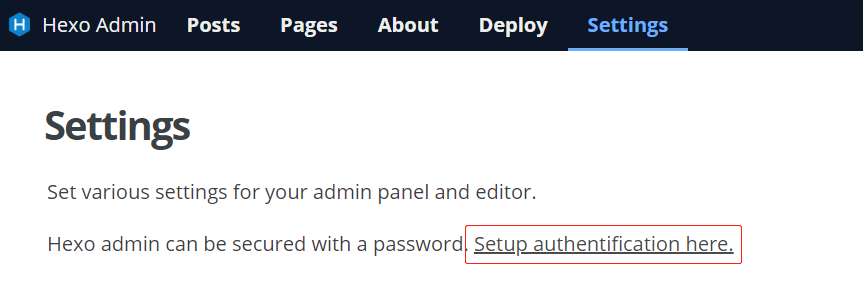 H Hexo Admin Posts Pages About Deploy Settings
Settings
Set various settings for your admin panel and editor.
Hexo admin can be secured with a password. Setup authentification here.